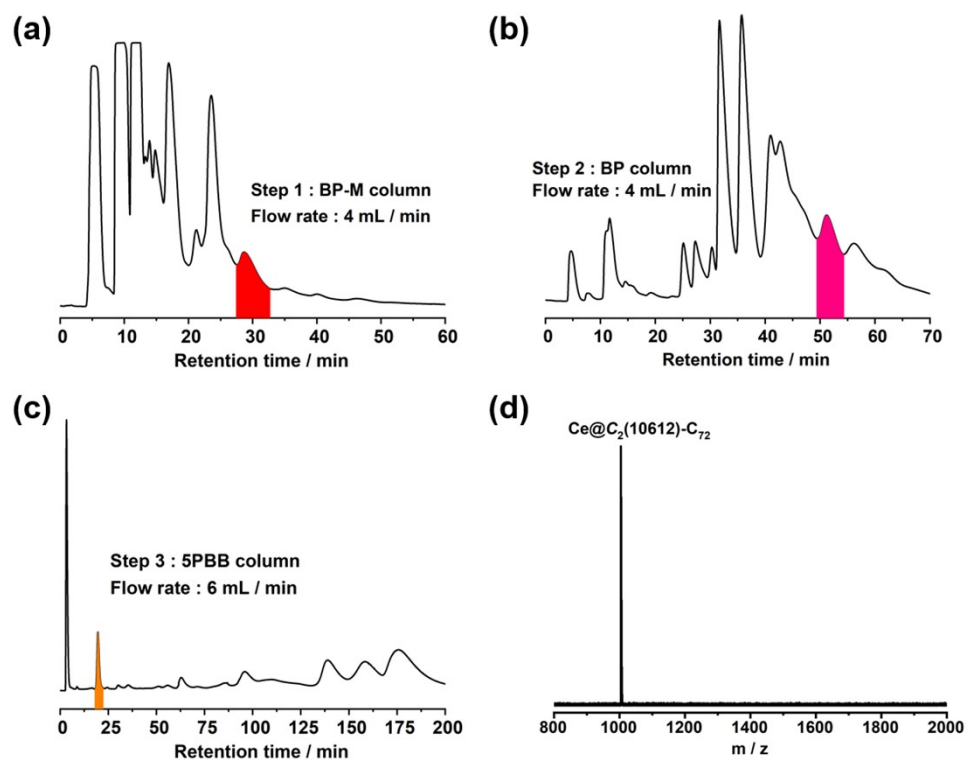 (a)
Step 1 : BP-M column
Flow rate : 4 mL / min
0 10 20 30 40 50 60
Retention time / min
(b)
Step 2 : BP column
Flow rate : 4 mL / min
0 10 20 30 40 50 60 70
Retention time / min
(c)
Step 3 : 5PBB column
Flow rate : 6 mL / min
0 25 50 75 100 125 150 175 200
Retention time / min
(d)
Ce@C₂(10612)-C₇₂
800 1000 1200 1400 1600 1800 2000
m / z